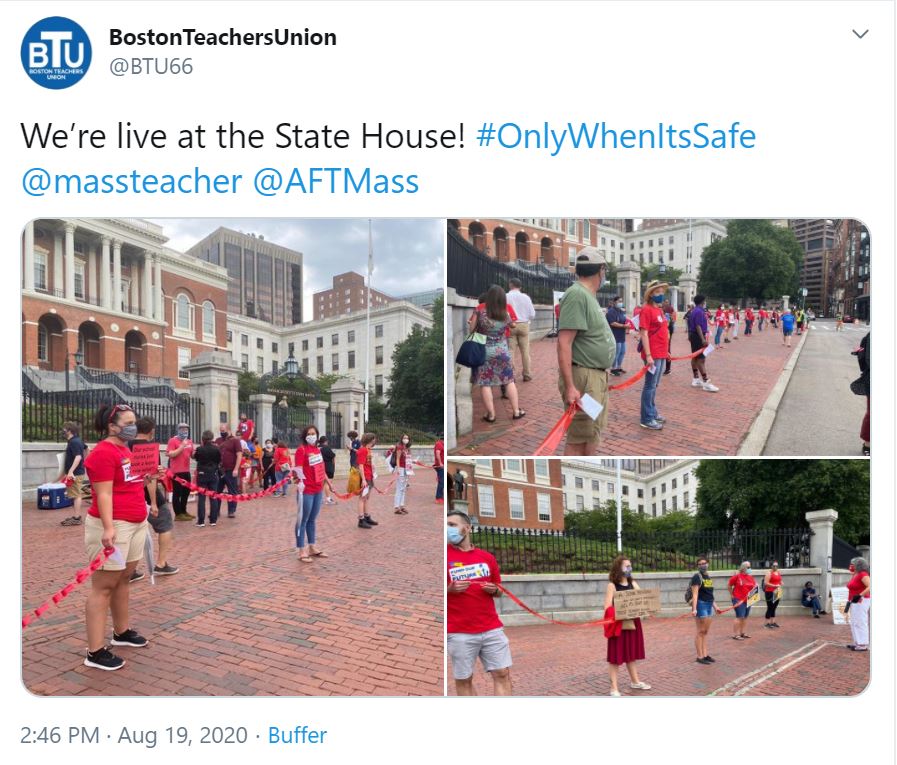 BTU
BOSTON TEACHERS
UNION
BostonTeachersUnion
@BTU66
We’re live at the State House! #OnlyWhenItsSafe
@massteacher @AFTMass
FUTURE
2:46 PM · Aug 19, 2020 · Buffer